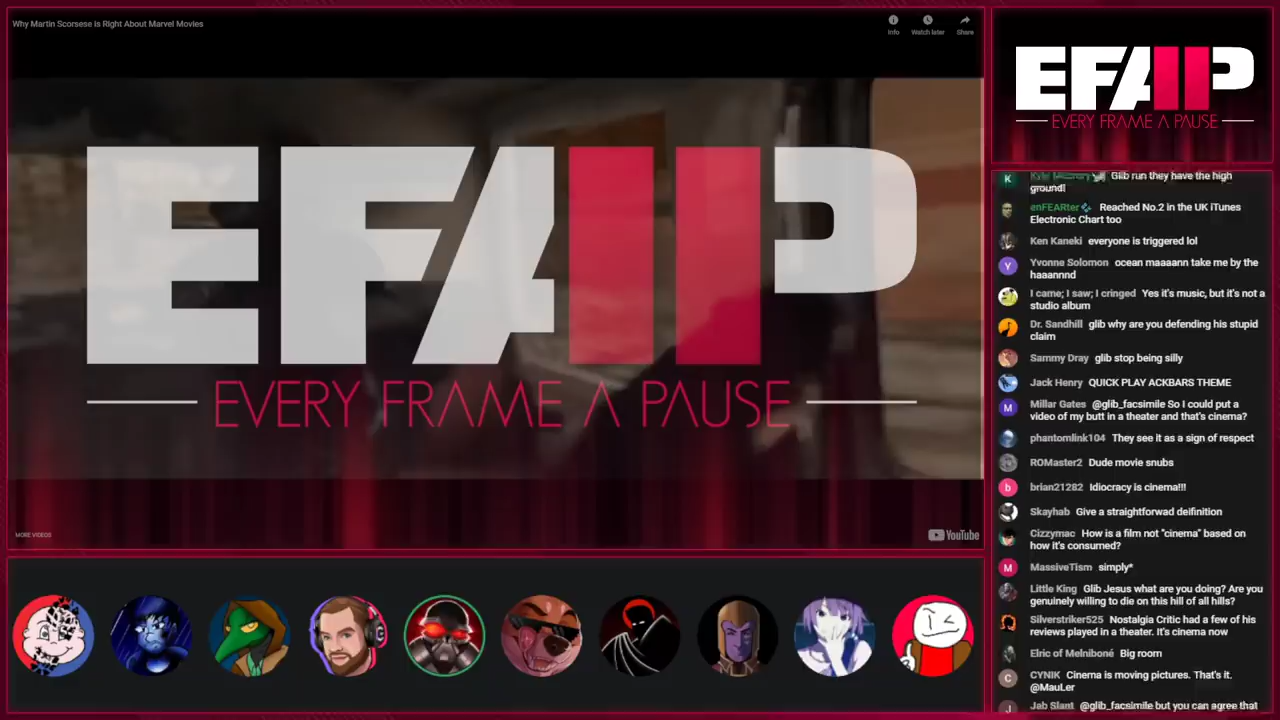 Why Martin Scorsese is Right About Marvel Movies
Info
Watch later
Share
EFAP
EVERY FRAME A PAUSE
MORE VIDEOS
YouTube
EFAP
EVERY FRAME A PAUSE
Glib run they have the high
ground!
enFEARter Reached No.2 in the UK iTunes
Electronic Chart too
Ken Kaneki everyone is triggered lol
Yvonne Solomon ocean maaaann take me by the
haaannnd
I came; I saw; I cringed Yes it's music, but it's not a
studio album
Dr. Sandhill glib why are you defending his stupid
claim
Sammy Dray glib stop being silly
Jack Henry QUICK PLAY ACKBARS THEME
Millar Gates @glib_facsimile So I could put a
video of my butt in a theater and that's cinema?
phantomlink104 They see it as a sign of respect
ROMaster2 Dude movie snubs
brian21282 Idiocracy is cinema!!!
Skayhab Give a straightforwad deifinition
Cizzymac How is a film not "cinema" based on
how it's consumed?
MassiveTism simply*
Little King Glib Jesus what are you doing? Are you
genuinely willing to die on this hill of all hills?
Silverstriker525 Nostalgia Critic had a few of his
reviews played in a theater. It's cinema now
Elric of Melniboné Big room
CYNIK Cinema is moving pictures. That's it.
@MauLer
Jab Slant @glib_facsimile but you can agree that